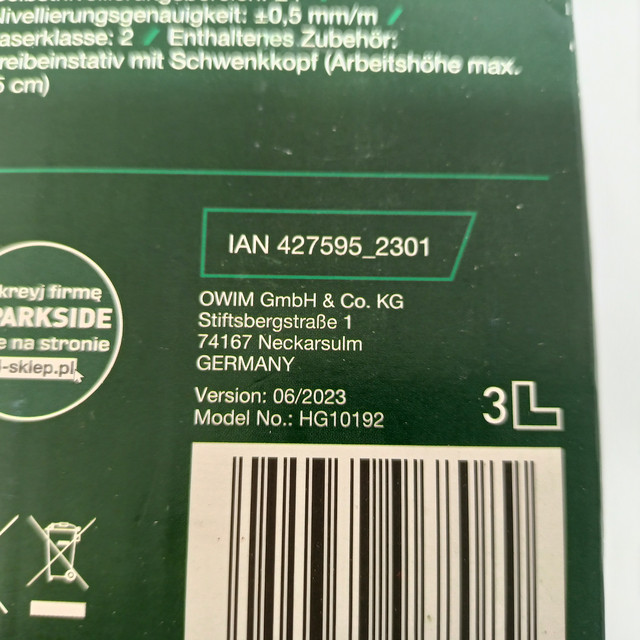 Nivellierungsgenauigkeit: ±0,5 mm/m
Laserklasse: 2 / Enthaltenes Zubehör:
reibeinstativ mit Schwenkkopf (Arbeitshöhe max.
5 cm)
IAN 427595_2301
OWIM GmbH & Co. KG
Stiftsbergstraße 1
74167 Neckarsulm
GERMANY
Version: 06/2023
Model No.: HG10192
3L
kreyj firmę
PARKSIDE
e na stronie
l-sklep.pl